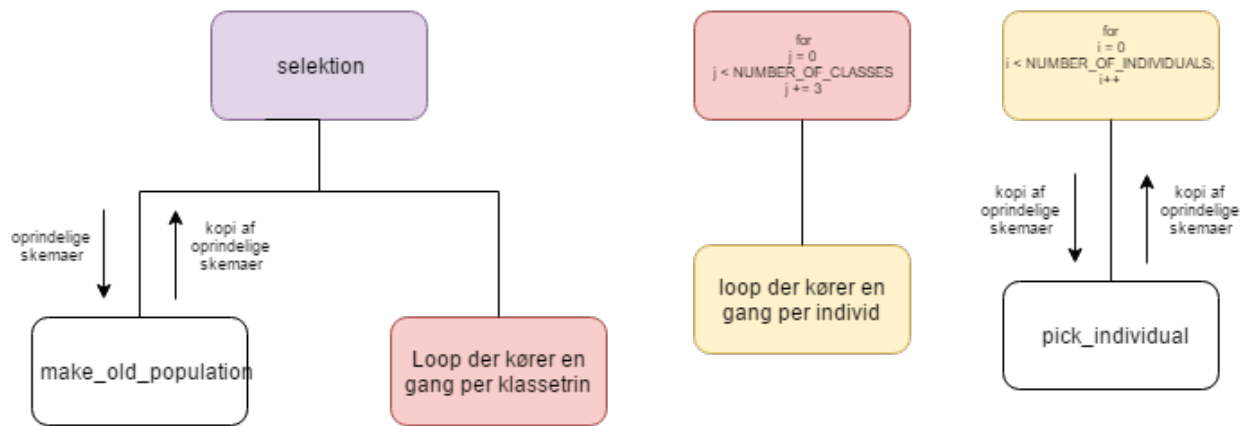 selektion
oprindelige
skemaer
kopi af
oprindelige
skemaer
make_old_population
Loop der kører en
gang per klassetrin
for
j = 0
j < NUMBER_OF_CLASSES
j += 3
loop der kører en
gang per individ
for
i = 0
i < NUMBER_OF_INDIVIDUALS;
i++
kopi af
oprindelige
skemaer
kopi af
oprindelige
skemaer
pick_individual